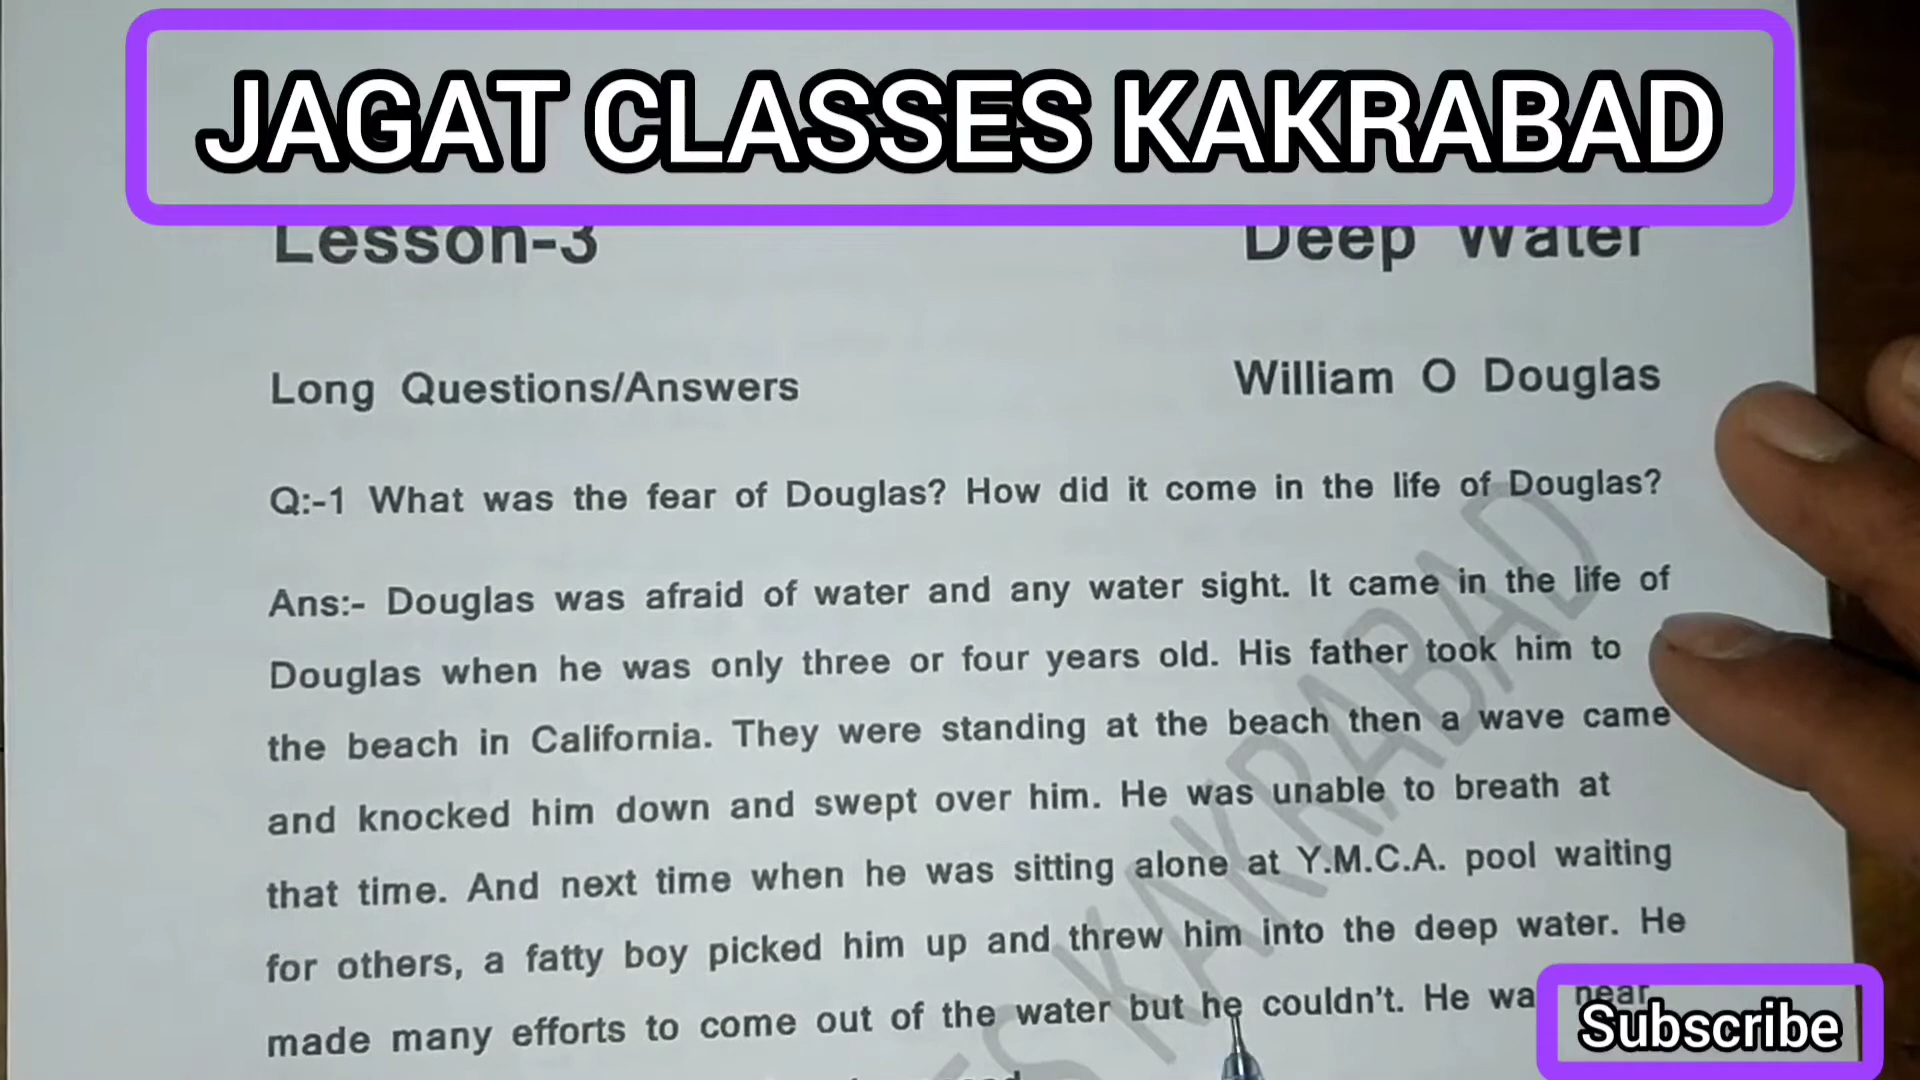 JAGAT CLASSES KAKRABAD
Lesson-3 Deep Water
Long Questions/Answers William O Douglas
Q:-1 What was the fear of Douglas? How did it come in the life of Douglas?
Ans:- Douglas was afraid of water and any water sight. It came in the life of
Douglas when he was only three or four years old. His father took him to
the beach in California. They were standing at the beach then a wave came
and knocked him down and swept over him. He was unable to breath at
that time. And next time when he was sitting alone at Y.M.C.A. pool waiting
for others, a fatty boy picked him up and threw him into the deep water. He
made many efforts to come out of the water but he couldn't. He wa near
Subscribe
ES KAKRABAD